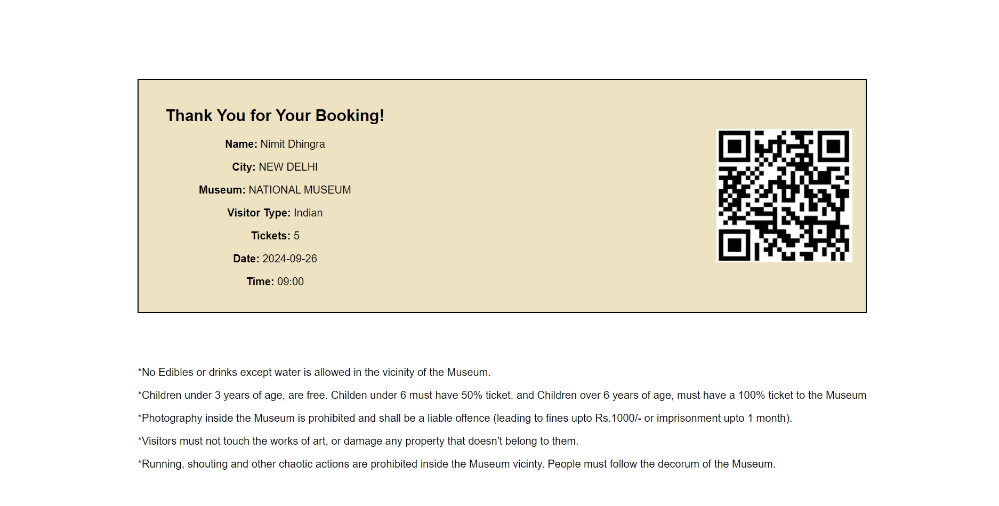 Thank You for Your Booking!
Name: Nimit Dhingra
City: NEW DELHI
Museum: NATIONAL MUSEUM
Visitor Type: Indian
Tickets: 5
Date: 2024-09-26
Time: 09:00
*No Edibles or drinks except water is allowed in the vicinity of the Museum.
*Children under 3 years of age, are free. Childen under 6 must have 50% ticket. and Children over 6 years of age, must have a 100% ticket to the Museum
*Photography inside the Museum is prohibited and shall be a liable offence (leading to fines upto Rs.1000/- or imprisonment upto 1 month).
*Visitors must not touch the works of art, or damage any property that doesn't belong to them.
*Running, shouting and other chaotic actions are prohibited inside the Museum vicinty. People must follow the decorum of the Museum.